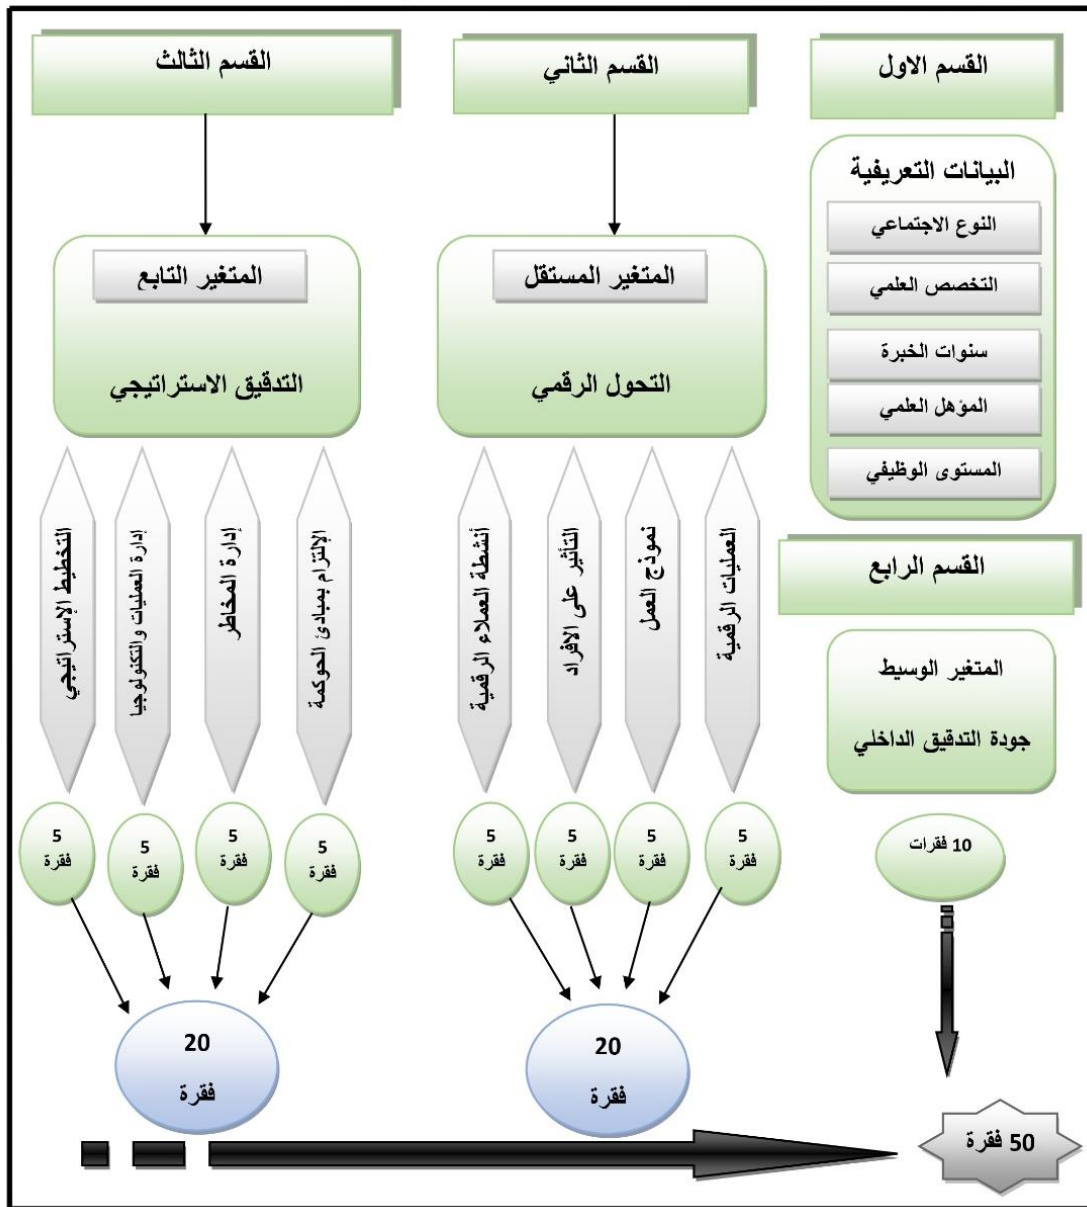 القسم الاول
القسم الثاني
القسم الثالث
البيانات التعريفية
النوع الاجتماعي
التخصص العلمي
سنوات الخبرة
المؤهل العلمي
المستوى الوظيفي
المتغير المستقل
التحول الرقمي
المتغير التابع
التدقيق الاستراتيجي
العمليات الرقمية
نموذج العمل
التأثير على الافراد
أنشطة العملاء الرقمية
الإلتزام بمبادئ الحوكمة
إدارة المخاطر
إدارة العمليات والتكنولوجيا
التخطيط الإستراتيجي
القسم الرابع
المتغير الوسيط
جودة التدقيق الداخلي
10 فقرات
5
فقرة
5
فقرة
5
فقرة
5
فقرة
5
فقرة
5
فقرة
5
فقرة
5
فقرة
20
فقرة
20
فقرة
50 فقرة